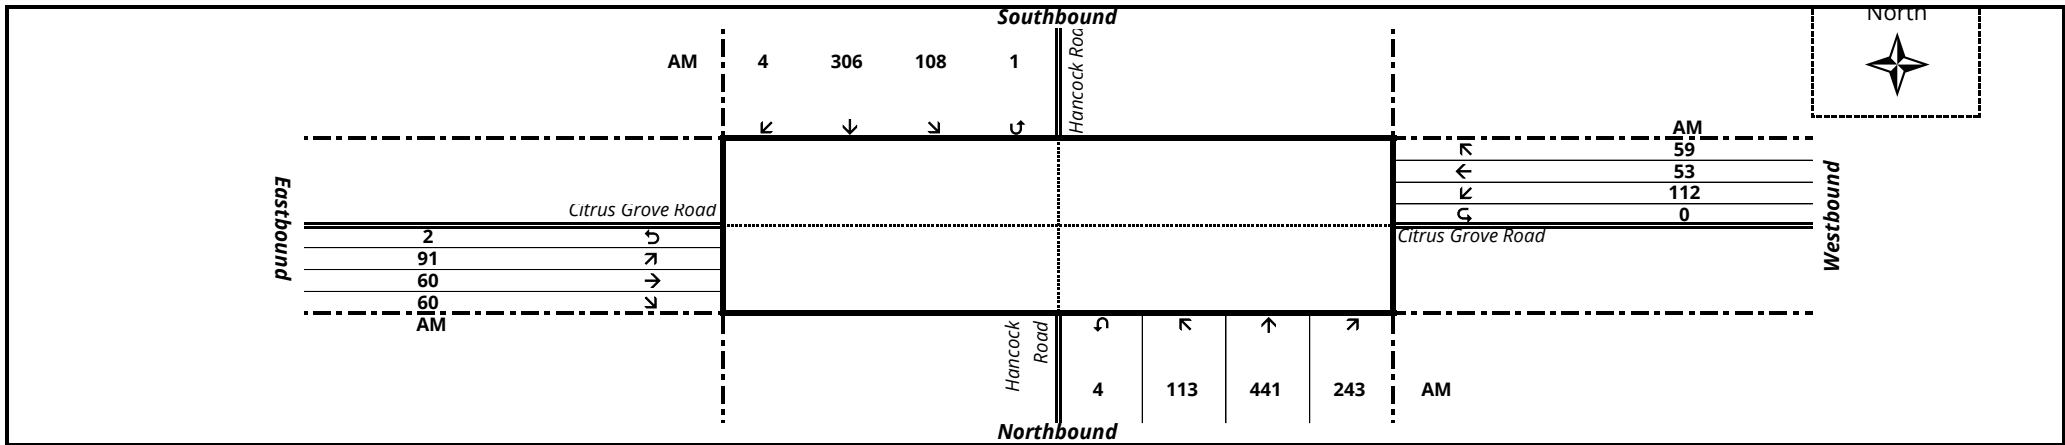 Southbound
North
AM 4 306 108 1
Hancock Road
AM
59
53
112
0
Eastbound
Westbound
Citrus Grove Road
2
91
60
60
AM
Citrus Grove Road
Hancock
Road
4 113 441 243 AM
Northbound